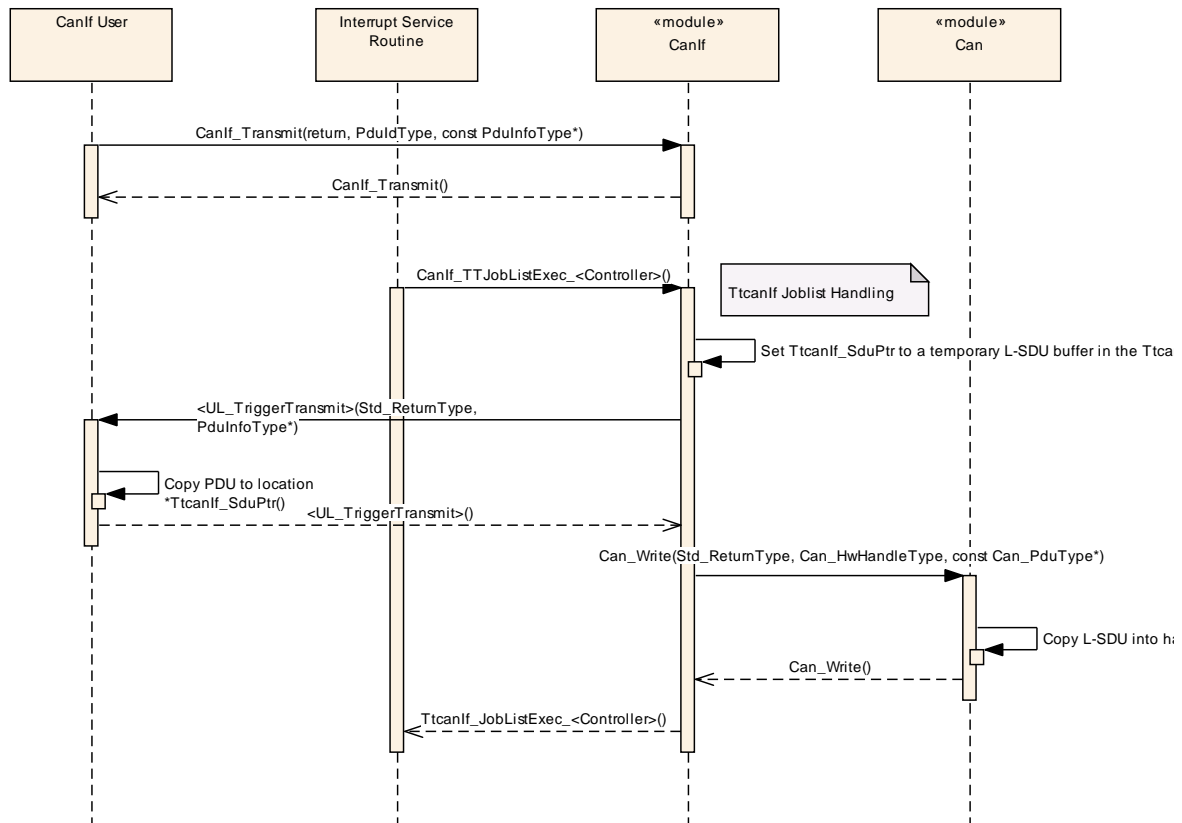 CanIf User
Interrupt Service
Routine
«module»
CanIf
«module»
Can
CanIf_Transmit(return, PduIdType, const PduInfoType*)
CanIf_Transmit()
CanIf_TTJobListExec_<Controller>()
TtcanIf Joblist Handling
Set TtcanIf_SduPtr to a temporary L-SDU buffer in the Ttca
<UL_TriggerTransmit>(Std_ReturnType,
PduInfoType*)
Copy PDU to location
*TtcanIf_SduPtr()
<UL_TriggerTransmit>()
Can_Write(Std_ReturnType, Can_HwHandleType, const Can_PduType*)
Copy L-SDU into
Can_Write()
TtcanIf_JobListExec_<Controller>()